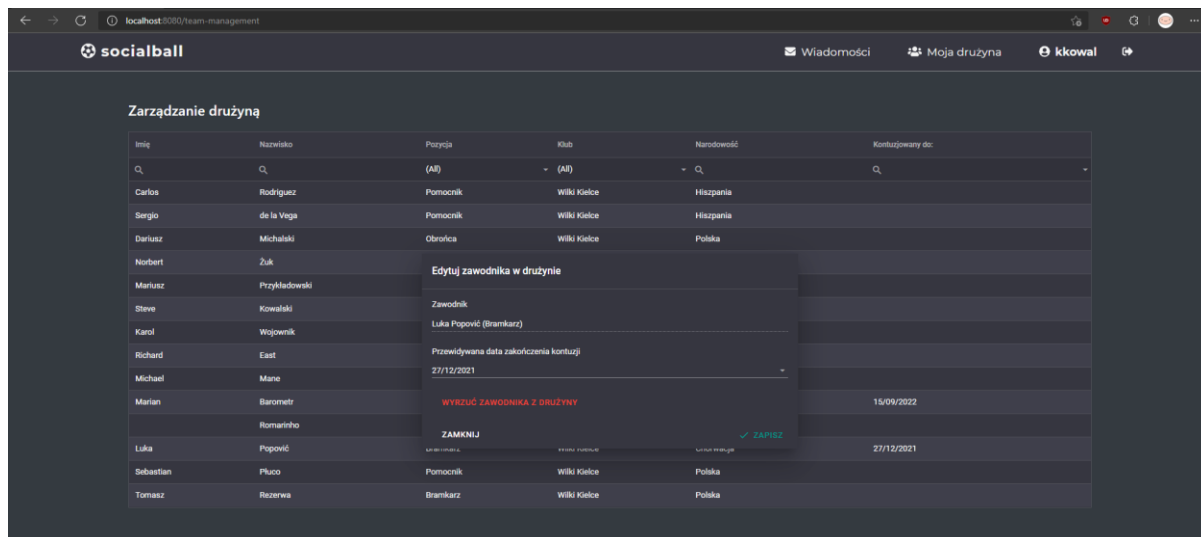 localhost:8080/team-management
socialball
Wiadomości Moja drużyna kkowal
Zarządzanie drużyną
Imię Nazwisko Pozycja Klub Narodowość Kontuzjowany do:
(All) (All)
Carlos Rodriguez Pomocnik Wilki Kielce Hiszpania
Sergio de la Vega Pomocnik Wilki Kielce Hiszpania
Dariusz Michalski Obrońca Wilki Kielce Polska
Norbert Żuk
Mariusz Przykładowski
Steve Kowalski
Karol Wojownik
Richard East
Michael Mane
Marian Barometr 15/09/2022
Romarinho
Luka Popović Bramkarz Wilki Kielce Chorwacja 27/12/2021
Sebastian Płuco Pomocnik Wilki Kielce Polska
Tomasz Rezerwa Bramkarz Wilki Kielce Polska
Edytuj zawodnika w drużynie
Zawodnik
Luka Popović (Bramkarz)
Przewidywana data zakończenia kontuzji
27/12/2021
WYRZUĆ ZAWODNIKA Z DRUŻYNY
ZAMKNIJ ZAPISZ